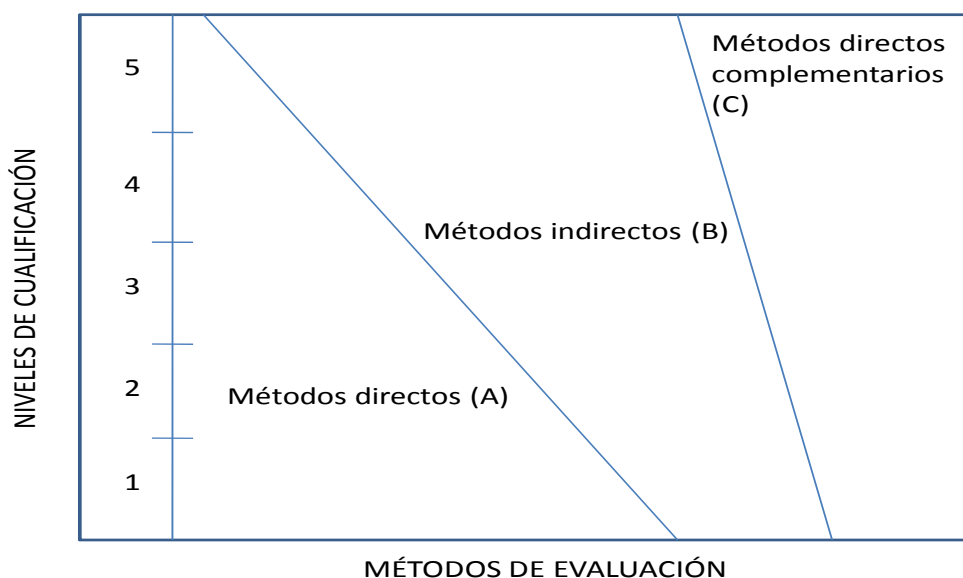 NIVELES DE CUALIFICACIÓN
5
4
3
2
1
Métodos directos
complementarios
(C)
Métodos indirectos (B)
Métodos directos (A)
MÉTODOS DE EVALUACIÓN